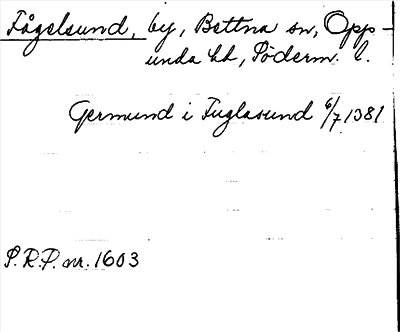 Fågelsund, by, Bettna sn, Opp-
unda hd, Söderm. l.
Germund i Fuglasund 6/7 1381
S.R.P. nr. 1603